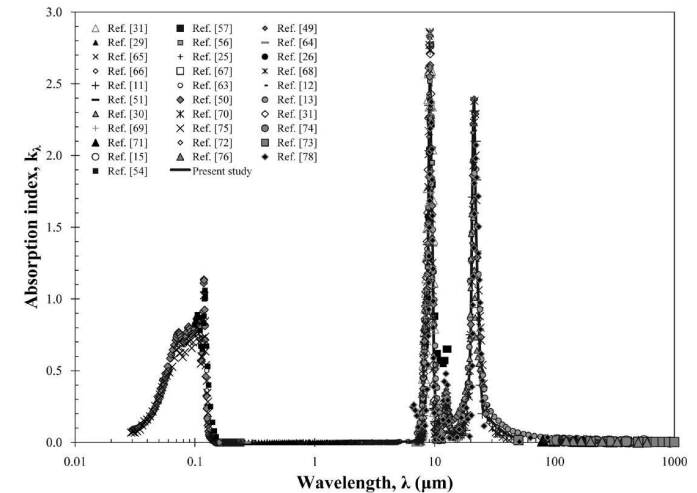 3.0
2.5
2.0
1.5
1.0
0.5
0.0
Absorption index, kλ
Ref. [31]
Ref. [29]
Ref. [65]
Ref. [66]
Ref. [11]
Ref. [51]
Ref. [30]
Ref. [69]
Ref. [71]
Ref. [15]
Ref. [54]
Ref. [57]
Ref. [56]
Ref. [25]
Ref. [67]
Ref. [63]
Ref. [50]
Ref. [70]
Ref. [75]
Ref. [72]
Ref. [76]
Present study
Ref. [49]
Ref. [64]
Ref. [26]
Ref. [68]
Ref. [12]
Ref. [13]
Ref. [31]
Ref. [74]
Ref. [73]
Ref. [78]
0.01 0.1 1 10 100 1000
Wavelength, λ (μm)